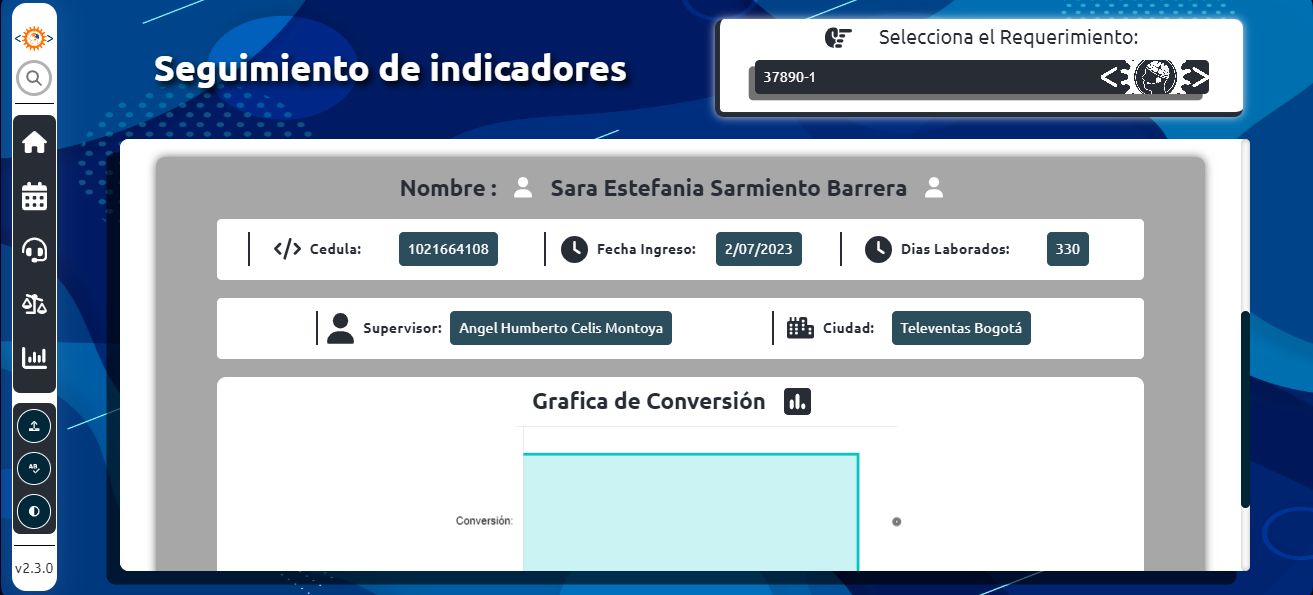 Seguimiento de indicadores
Selecciona el Requerimiento:
37890-1
Nombre : Sara Estefania Sarmiento Barrera
Cedula: 1021664108 Fecha Ingreso: 2/07/2023 Dias Laborados: 330
Supervisor: Angel Humberto Celis Montoya Ciudad: Televentas Bogotá
Grafica de Conversión
Conversión:
AB
v2.3.0